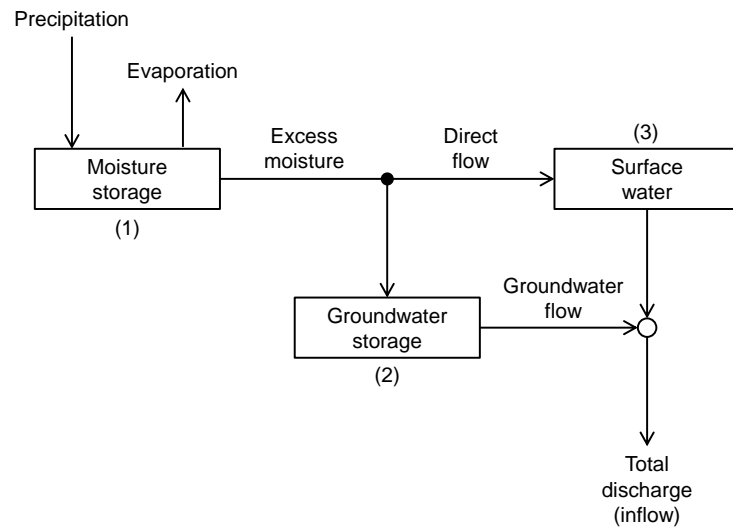 Precipitation
Evaporation
Excess
moisture
Direct
flow
(3)
Moisture
storage
Surface
water
(1)
Groundwater
flow
Groundwater
storage
(2)
Total
discharge
(inflow)